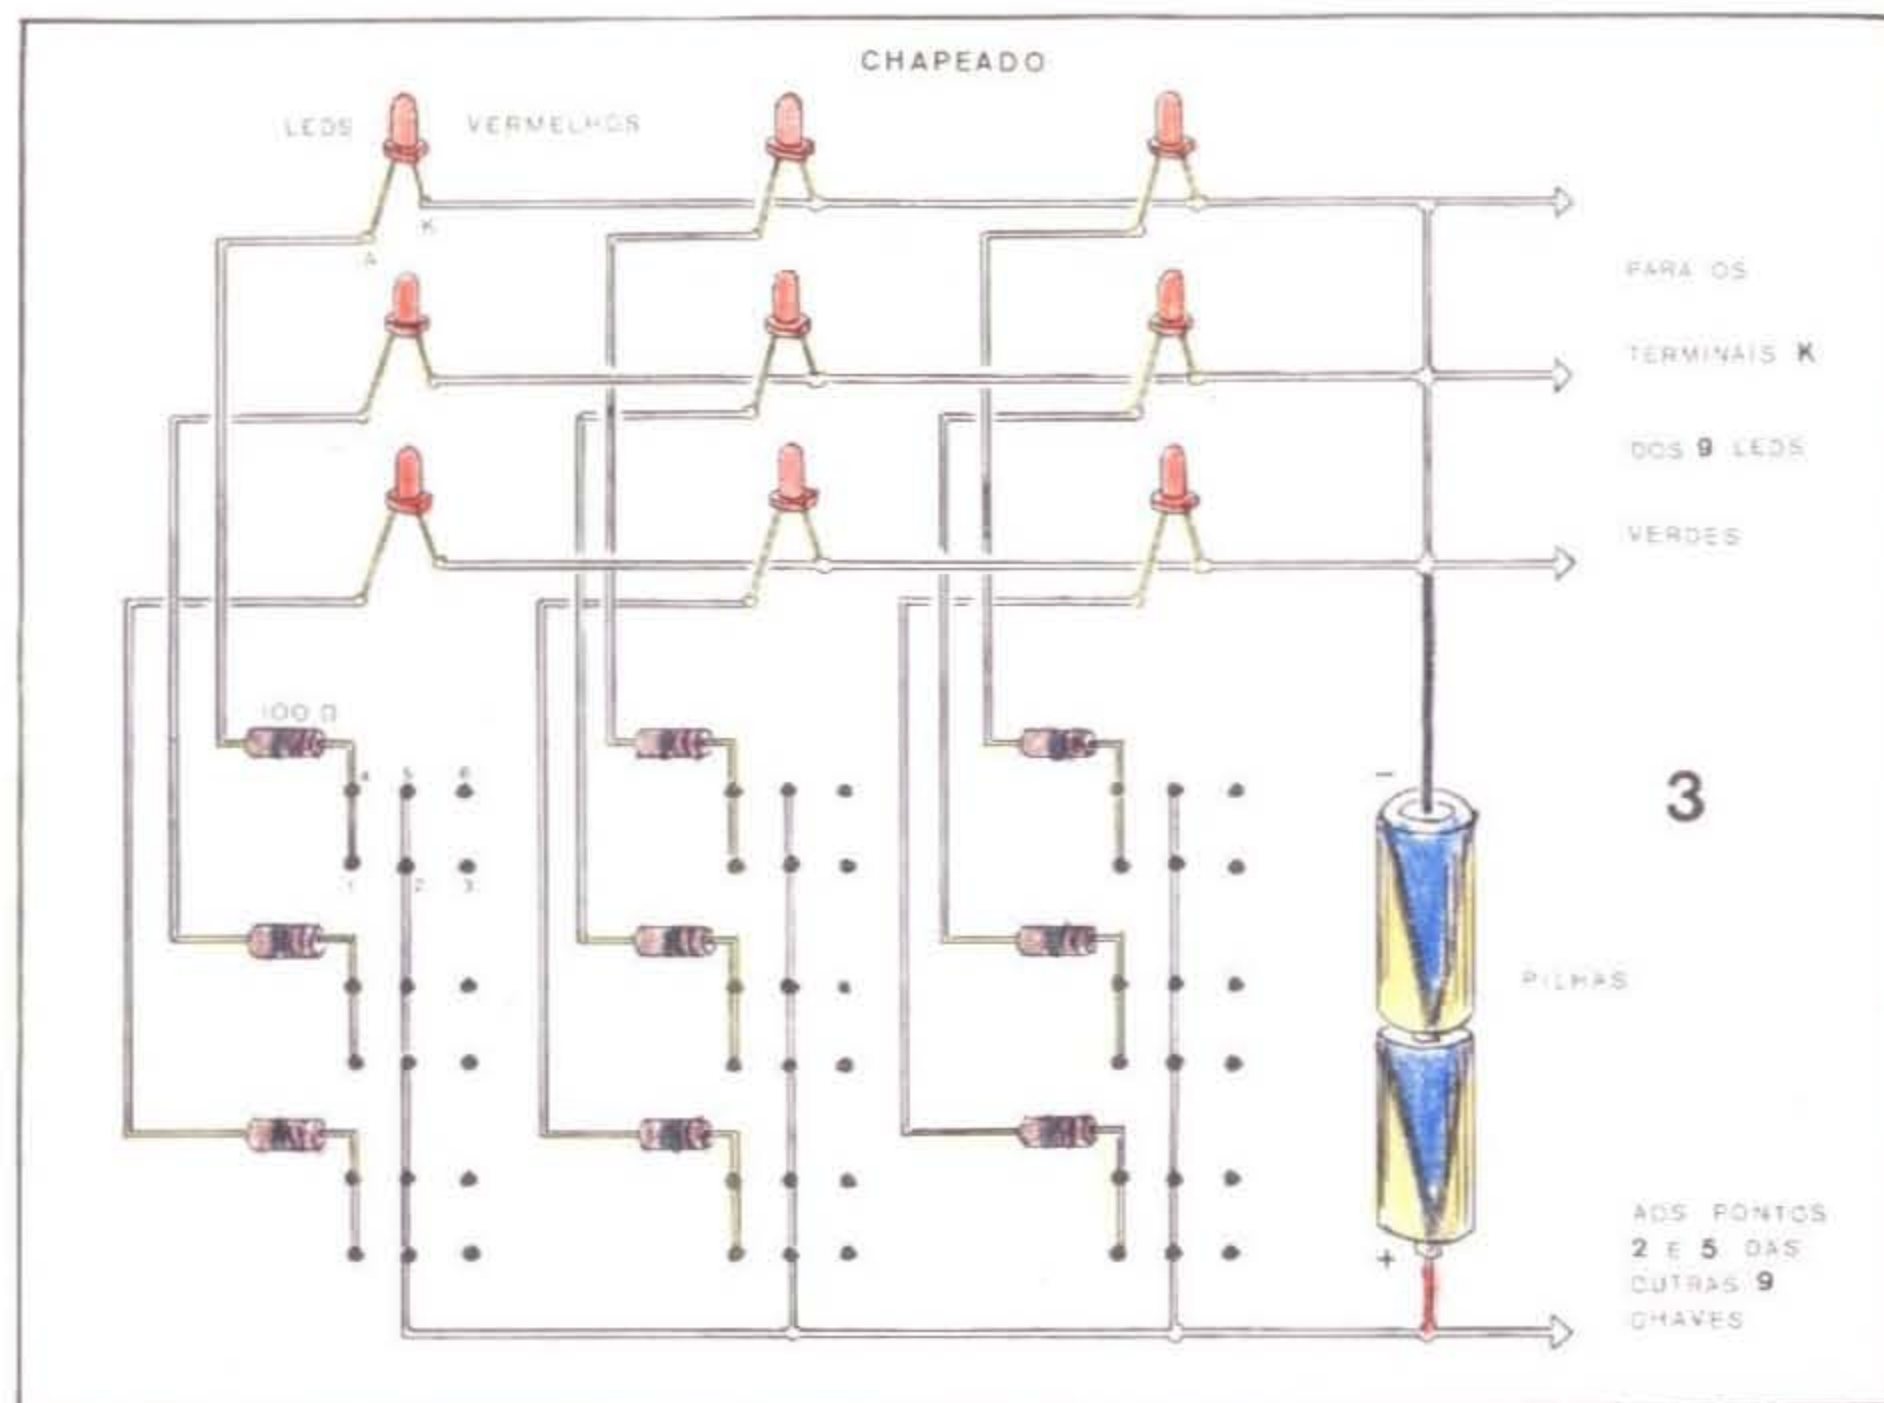 CHAPEADO
LEDS VERMELHOS
K
A
PARA OS
TERMINAIS K
DOS 9 LEDS
VERDES
100 Ω
4 5 6
1 2 3
-
3
PILHAS
+
AOS PONTOS
2 E 5 DAS
OUTRAS 9
CHAVES